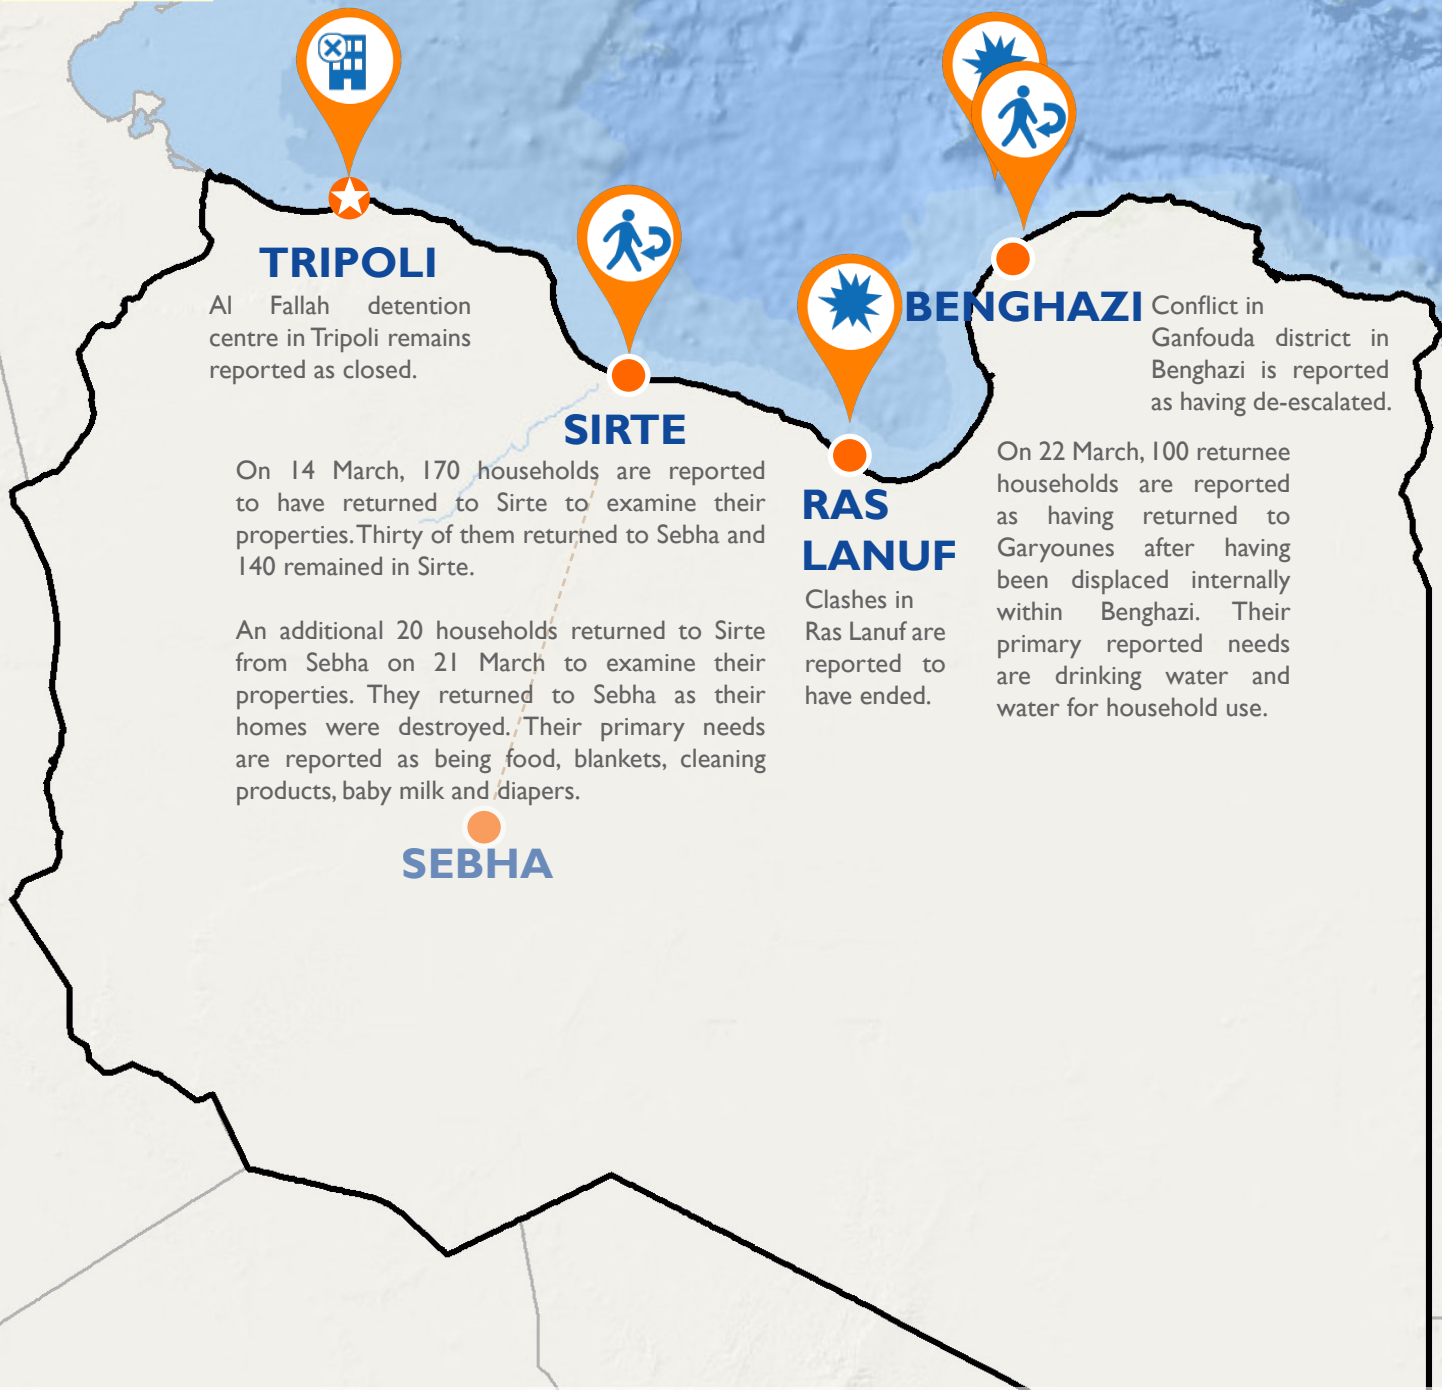 TRIPOLI
Al Fallah detention
centre in Tripoli remains
reported as closed.
SIRTE
On 14 March, 170 households are reported
to have returned to Sirte to examine their
properties. Thirty of them returned to Sebha and
140 remained in Sirte.
An additional 20 households returned to Sirte
from Sebha on 21 March to examine their
properties. They returned to Sebha as their
homes were destroyed. Their primary needs
are reported as being food, blankets, cleaning
products, baby milk and diapers.
SEBHA
RAS
LANUF
Clashes in
Ras Lanuf are
reported to
have ended.
BENGHAZI
Conflict in
Ganfouda district in
Benghazi is reported
as having de-escalated.
On 22 March, 100 returnee
households are reported
as having returned to
Garyounes after having
been displaced internally
within Benghazi. Their
primary reported needs
are drinking water and
water for household use.